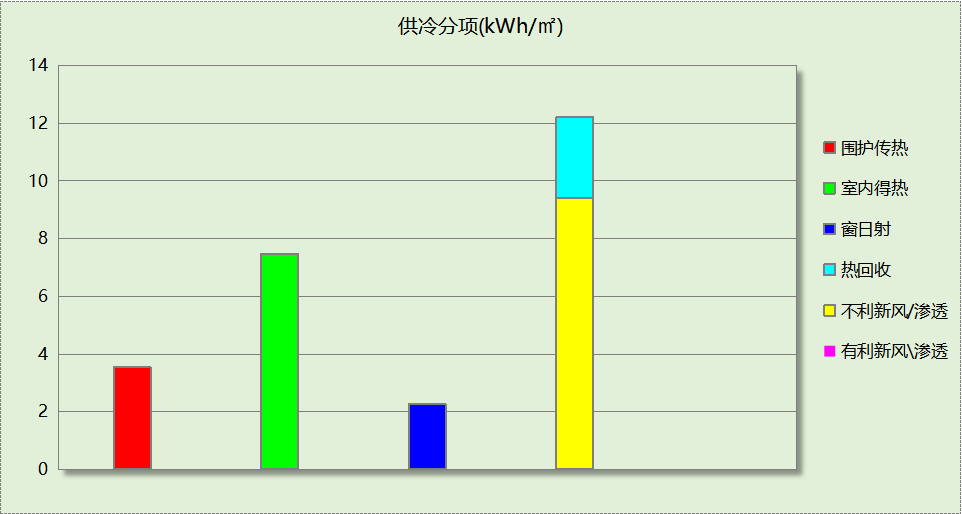 供冷分项(kWh/㎡)
14
12
10
8
6
4
2
0
围护传热
室内得热
窗日射
热回收
不利新风/渗透
有利新风\渗透